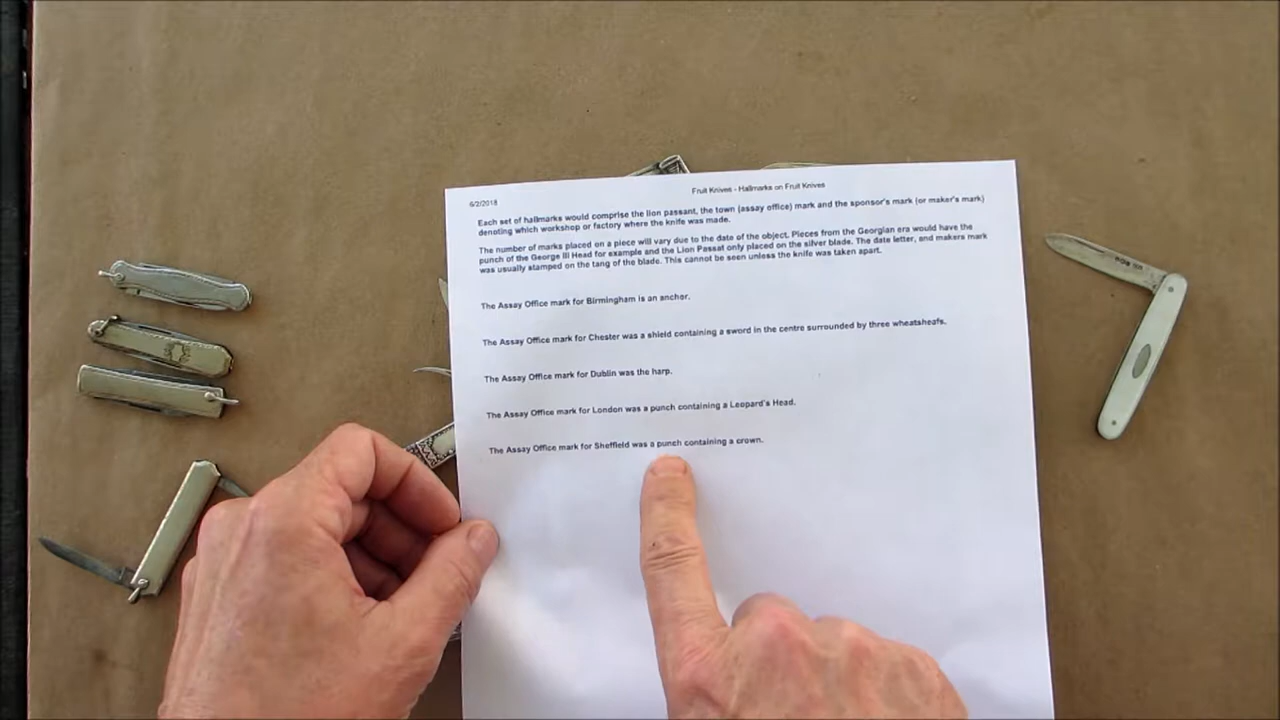 6/2/2018
Fruit Knives - Hallmarks on Fruit Knives
Each set of hallmarks would comprise the lion passant, the town (assay office) mark and the sponsor's mark (or maker's mark)
denoting which workshop or factory where the knife was made.
The number of marks placed on a piece will vary due to the date of the object. Pieces from the Georgian era would have the
punch of the George III Head for example and the Lion Passat only placed on the silver blade. The date letter, and makers mark
was usually stamped on the tang of the blade. This cannot be seen unless the knife was taken apart.
The Assay Office mark for Birmingham is an anchor.
The Assay Office mark for Chester was a shield containing a sword in the centre surrounded by three wheatsheafs.
The Assay Office mark for Dublin was the harp.
The Assay Office mark for London was a punch containing a Leopard's Head.
The Assay Office mark for Sheffield was a punch containing a crown.